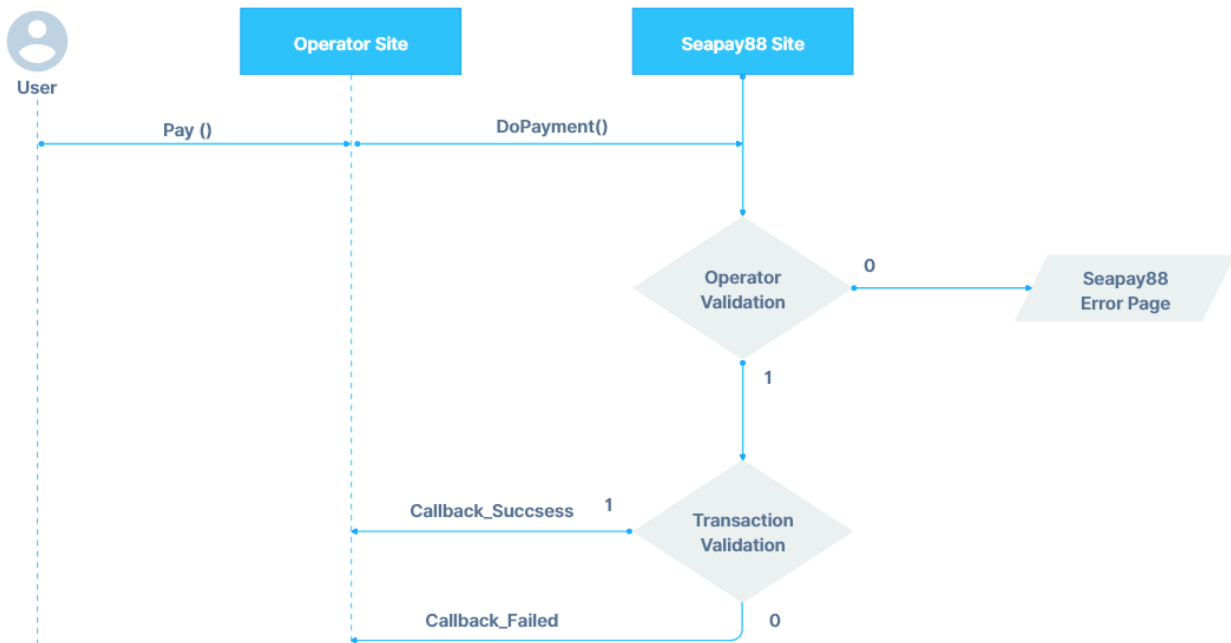 User
Operator Site
Seapay88 Site
Pay ()
DoPayment()
Operator
Validation
0
Seapay88
Error Page
1
Callback_Succsess
1
Transaction
Validation
Callback_Failed
0